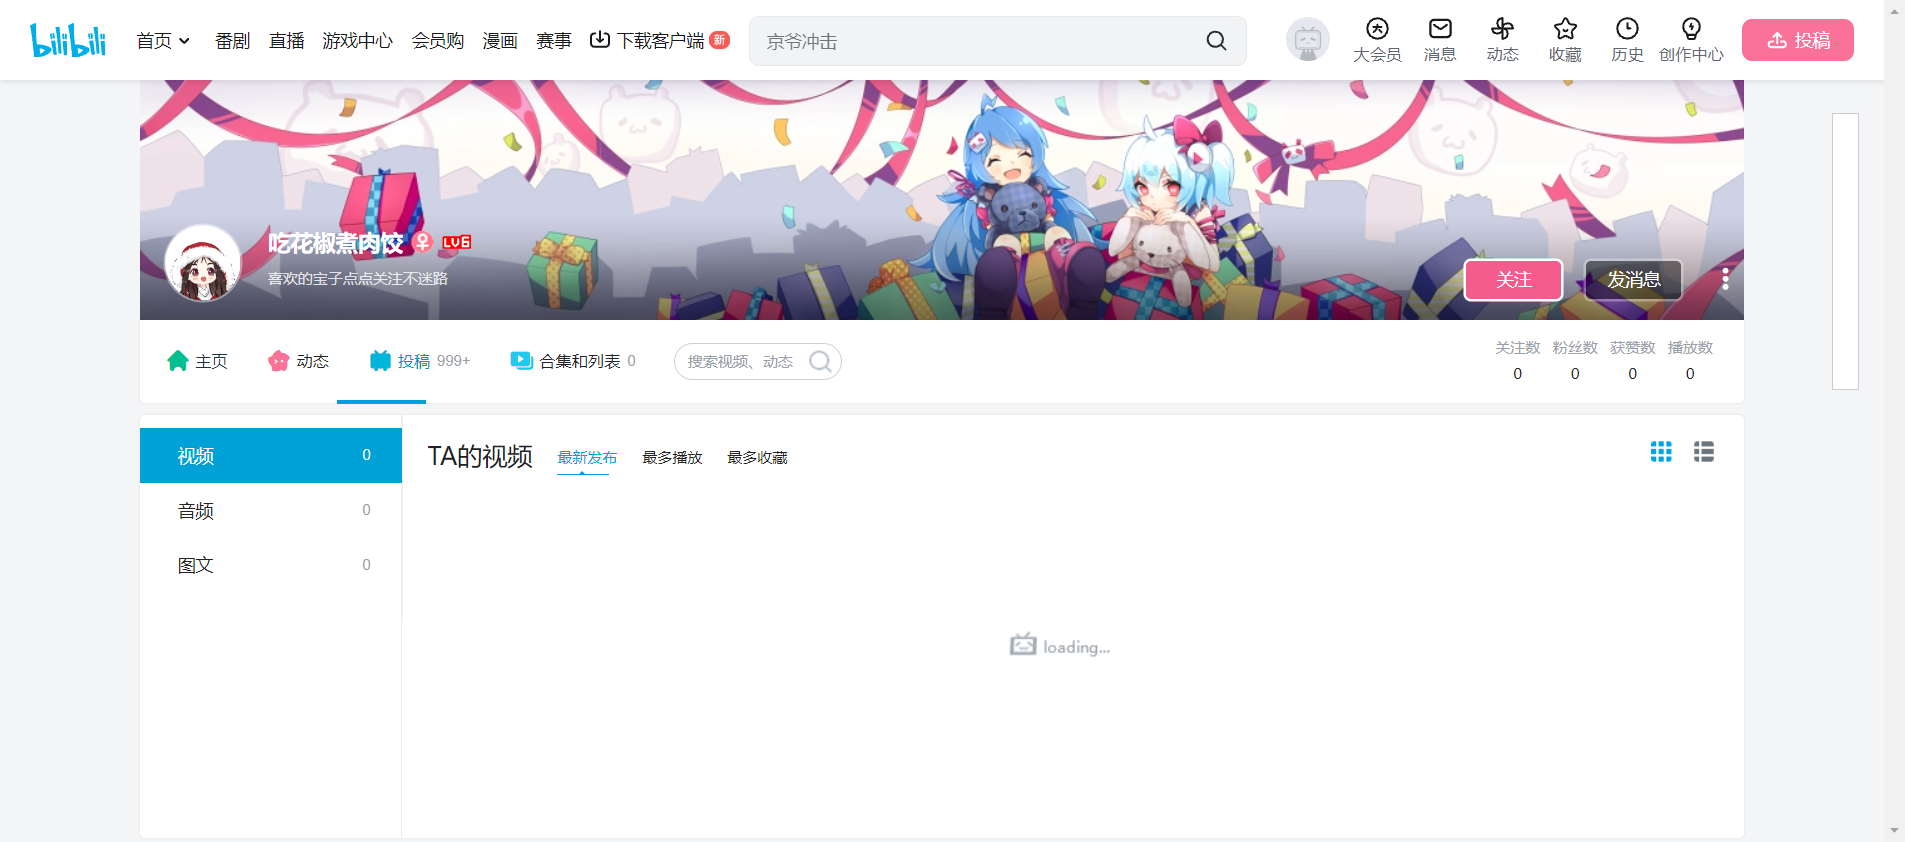 bilibili 首页 番剧 直播 游戏中心 会员购 漫画 赛事 下载客户端 新 京爷冲击 大会员 消息 动态 收藏 历史 创作中心 投稿
吃花椒煮肉饺 LV6
喜欢的宝子点点关注不迷路
关注 发消息
主页 动态 投稿 999+ 合集和列表 0 搜索视频、动态
关注数 粉丝数 获赞数 播放数
0 0 0 0
视频 0
音频 0
图文 0
TA的视频 最新发布 最多播放 最多收藏
loading...